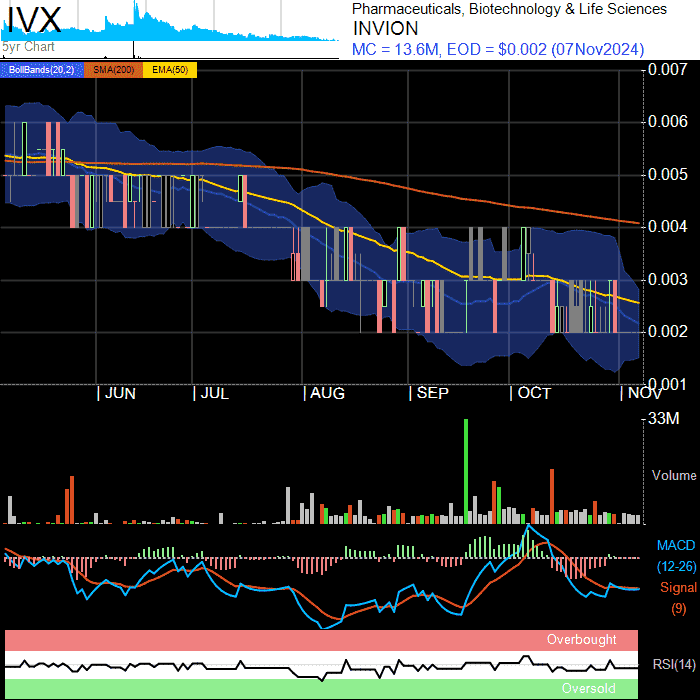 IVX
5yr Chart
Pharmaceuticals, Biotechnology & Life Sciences
INVION
MC = 13.6M, EOD = $0.002 (07Nov2024)
BollBands(20,2) SMA(200) EMA(50)
0.007
0.006
0.005
0.004
0.003
0.002
0.001
JUN JUL AUG SEP OCT NOV
33M
Volume
MACD
(12-26)
Signal
(9)
Overbought
RSI(14)
Oversold